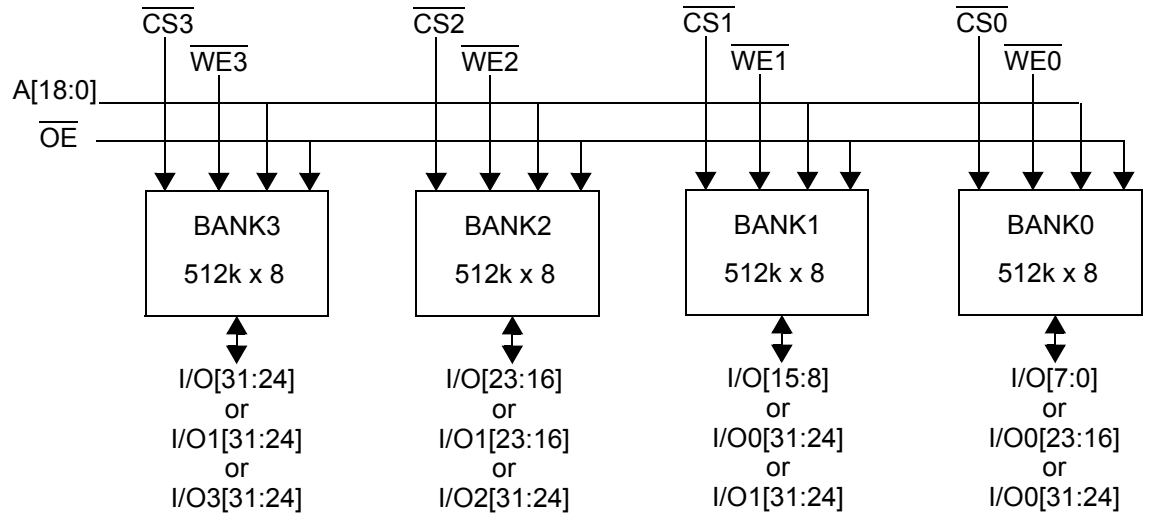 CS3 CS2 CS1 CS0
WE3 WE2 WE1 WE0
A[18:0]
OE
BANK3 BANK2 BANK1 BANK0
512k x 8 512k x 8 512k x 8 512k x 8
I/O[31:24] I/O[23:16] I/O[15:8] I/O[7:0]
or or or or
I/O1[31:24] I/O1[23:16] I/O0[31:24] I/O0[23:16]
or or or or
I/O3[31:24] I/O2[31:24] I/O1[31:24] I/O0[31:24]